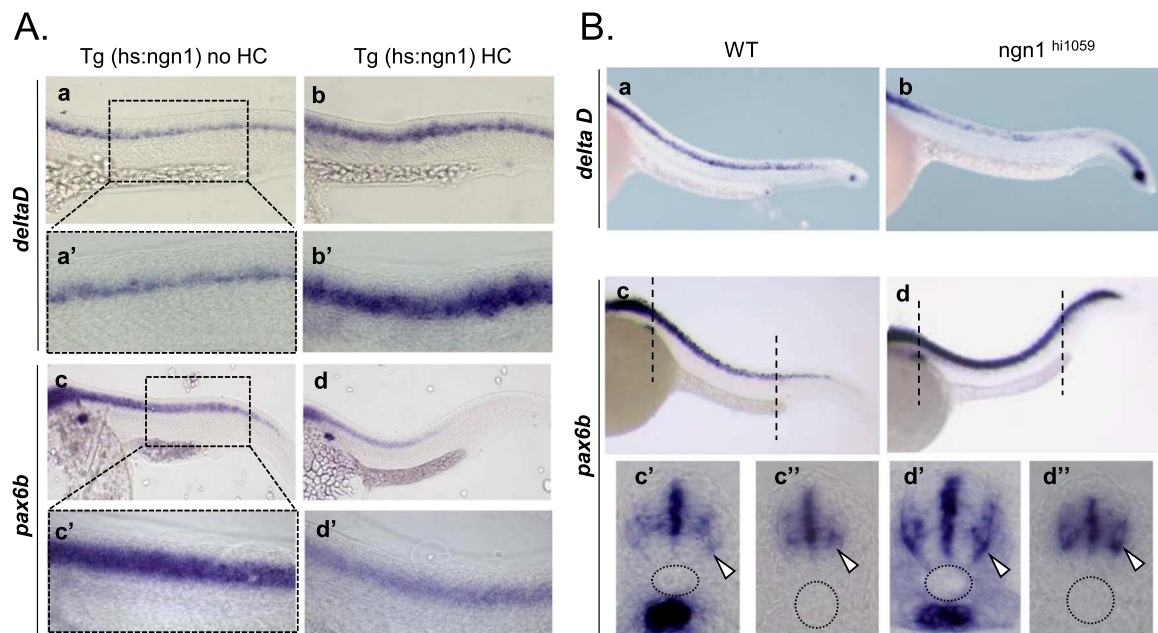 A.
Tg (hs:ngn1) no HC
Tg (hs:ngn1) HC
deltaD
a
b
a’
b’
pax6b
c
d
c’
d’
B.
WT
ngn1 hi1059
delta D
a
b
pax6b
c
d
c’
c’’
d’
d’’